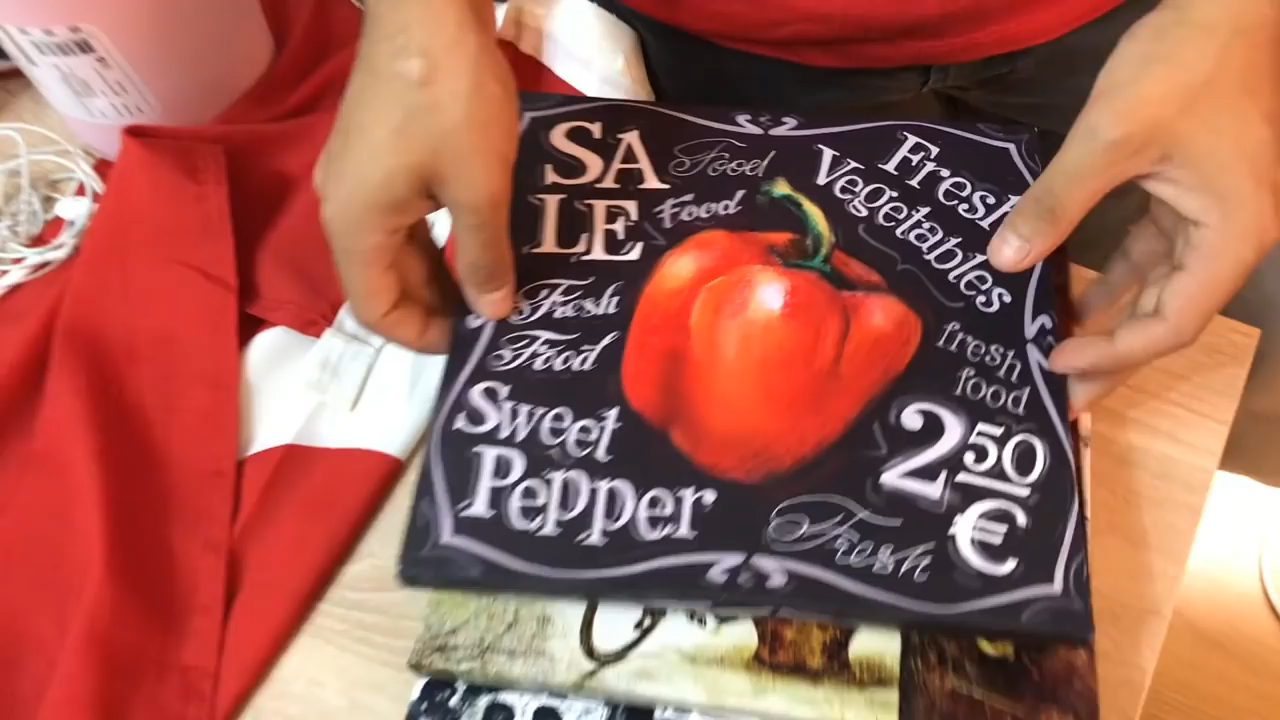 SA
LE
Food
Food
Fresh
Vegetables
Fresh
Food
fresh
food
Sweet
Pepper
2 50
€
Fresh